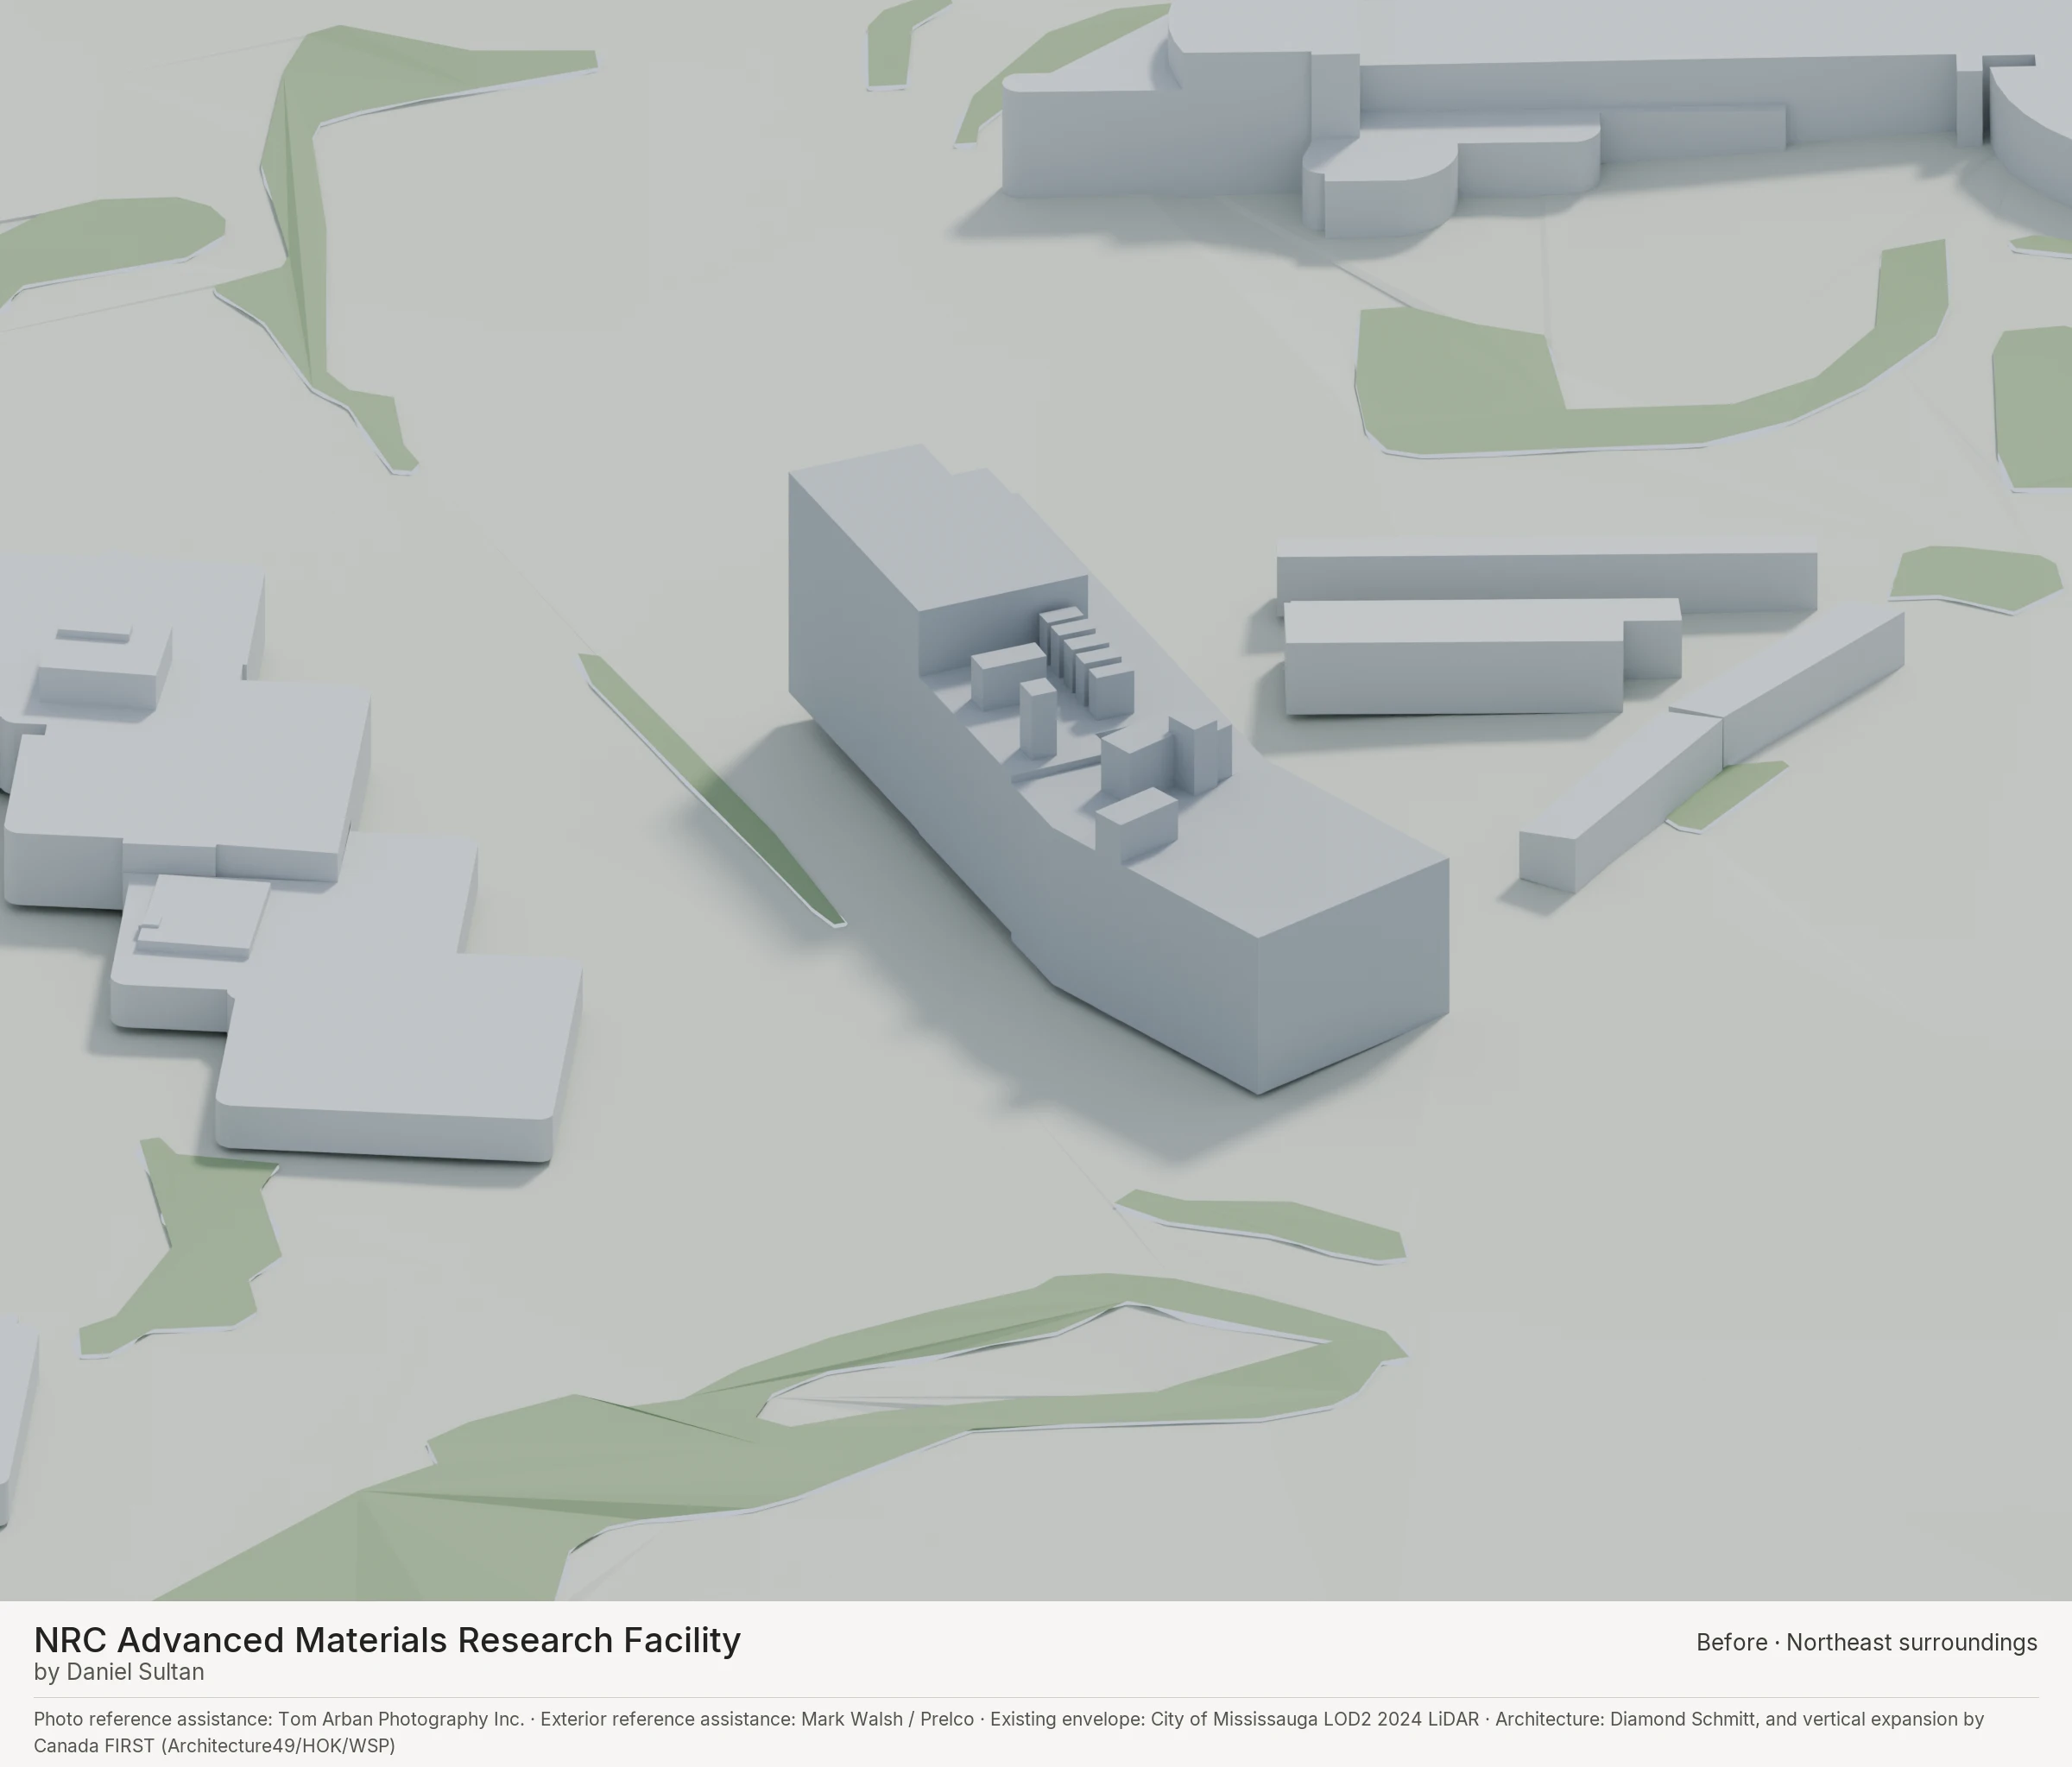 NRC Advanced Materials Research Facility
Before · Northeast surroundings
by Daniel Sultan
Photo reference assistance: Tom Arban Photography Inc. · Exterior reference assistance: Mark Walsh / Prelco · Existing envelope: City of Mississauga LOD2 2024 LiDAR · Architecture: Diamond Schmitt, and vertical expansion by
Canada FIRST (Architecture49/HOK/WSP)